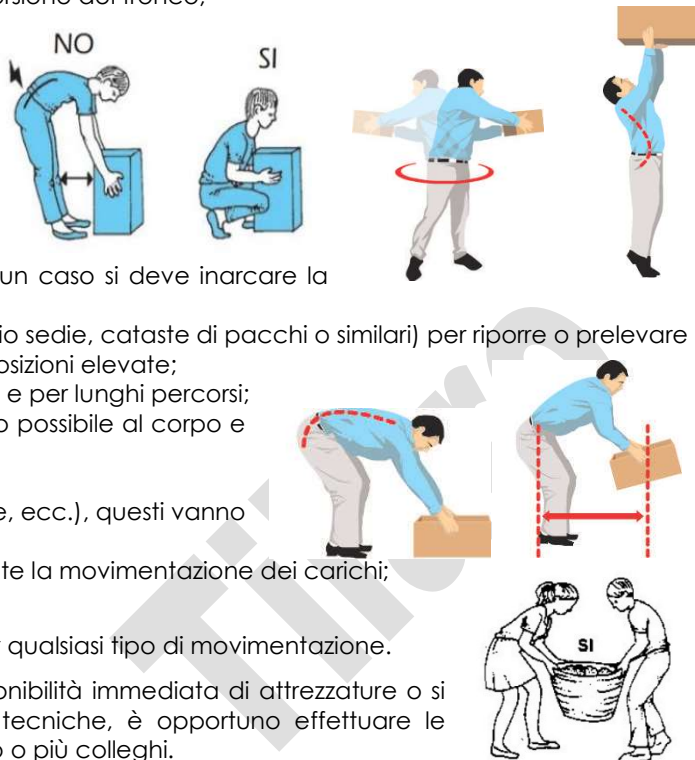 rsione del tronco;
NO
SI
un caso si deve inarcare la
io sedie, cataste di pacchi o similari) per riporre o prelevare
osizioni elevate;
e per lunghi percorsi;
o possibile al corpo e
e, ecc.), questi vanno
te la movimentazione dei carichi;
SI
qualsiasi tipo di movimentazione.
onibilità immediata di attrezzature o si
tecniche, è opportuno effettuare le
o o più colleghi.